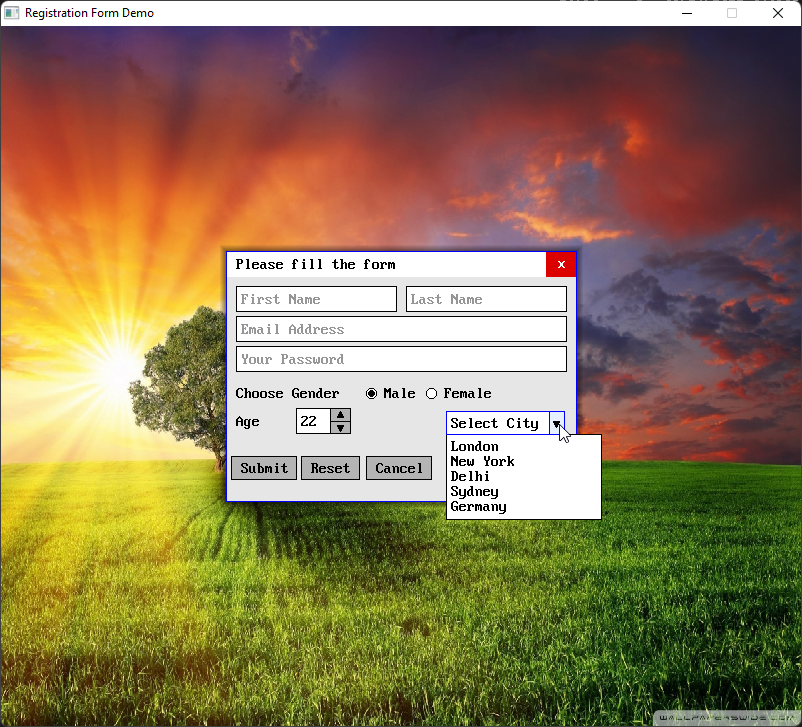 Registration Form Demo
Please fill the form
x
First Name
Last Name
Email Address
Your Password
Choose Gender
Male
Female
Age
22
Select City
London
New York
Delhi
Sydney
Germany
Submit
Reset
Cancel
WALLPAPERSWIDE.COM